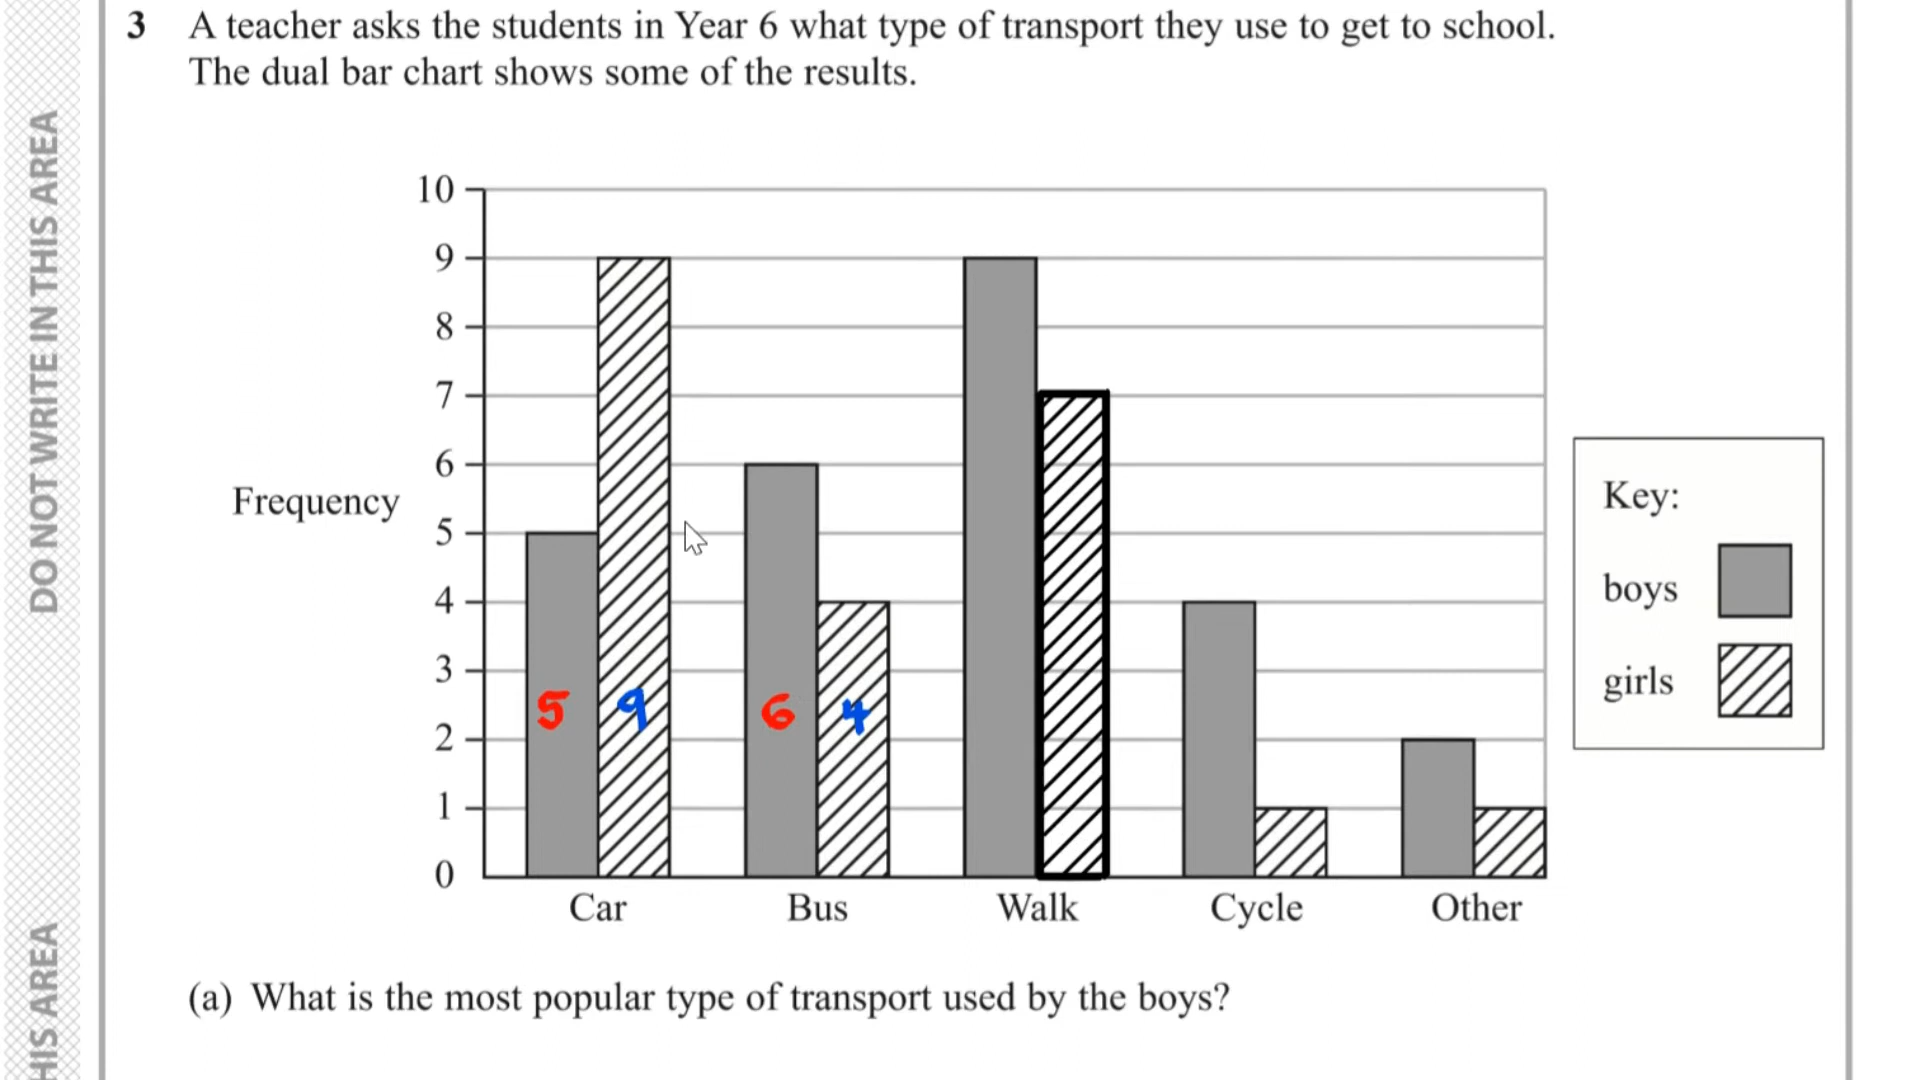 DO NOT WRITE IN THIS AREA
HIS AREA
3 A teacher asks the students in Year 6 what type of transport they use to get to school.
The dual bar chart shows some of the results.
10
9
8
7
6
5
4
3
2
1
0
Frequency
5 9 6 4
Car Bus Walk Cycle Other
Key:
boys
girls
(a) What is the most popular type of transport used by the boys?